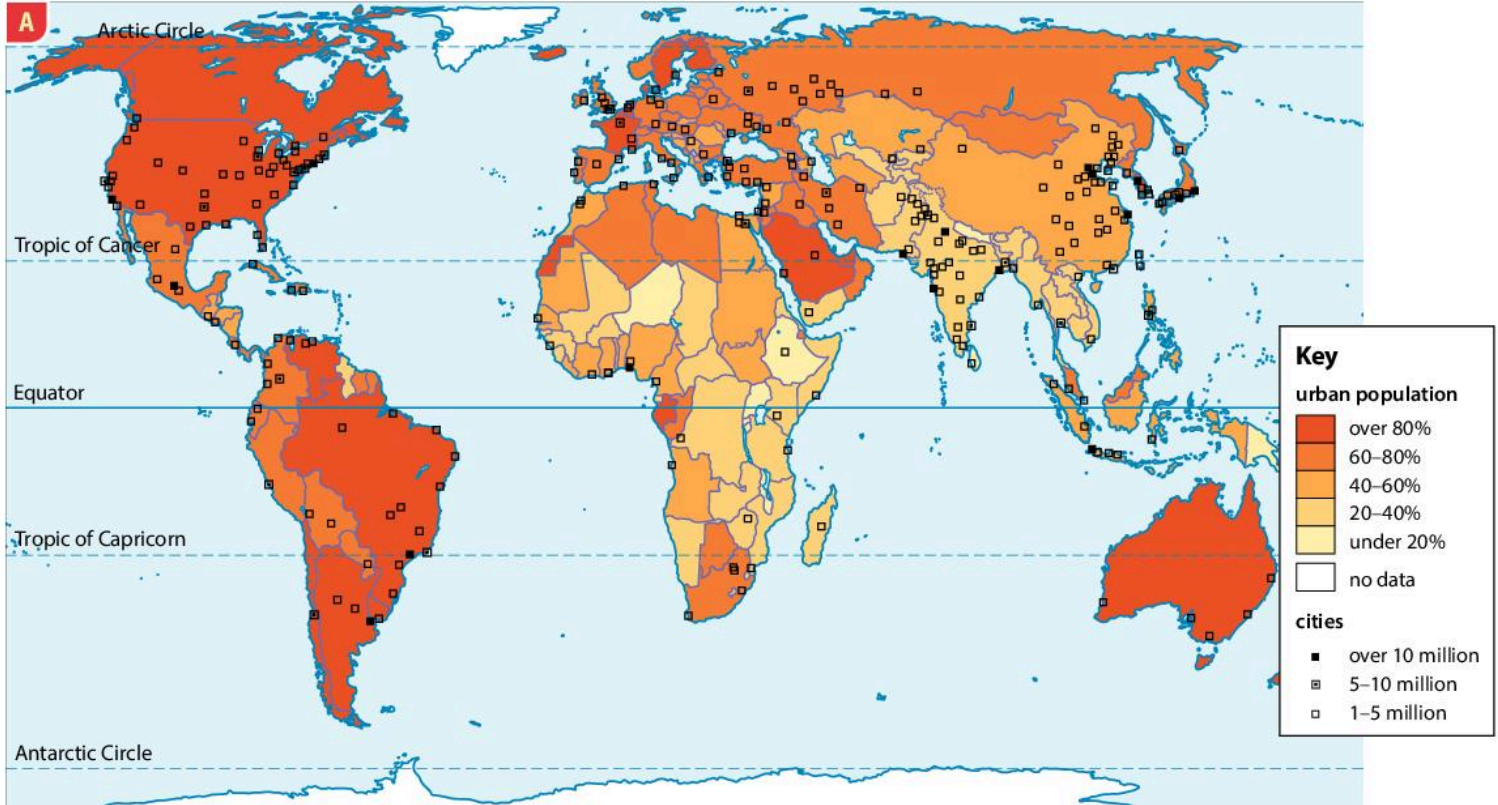 A
Arctic Circle
Tropic of Cancer
Equator
Tropic of Capricorn
Antarctic Circle
Key
urban population
over 80%
60–80%
40–60%
20–40%
under 20%
no data
cities
over 10 million
5–10 million
1–5 million